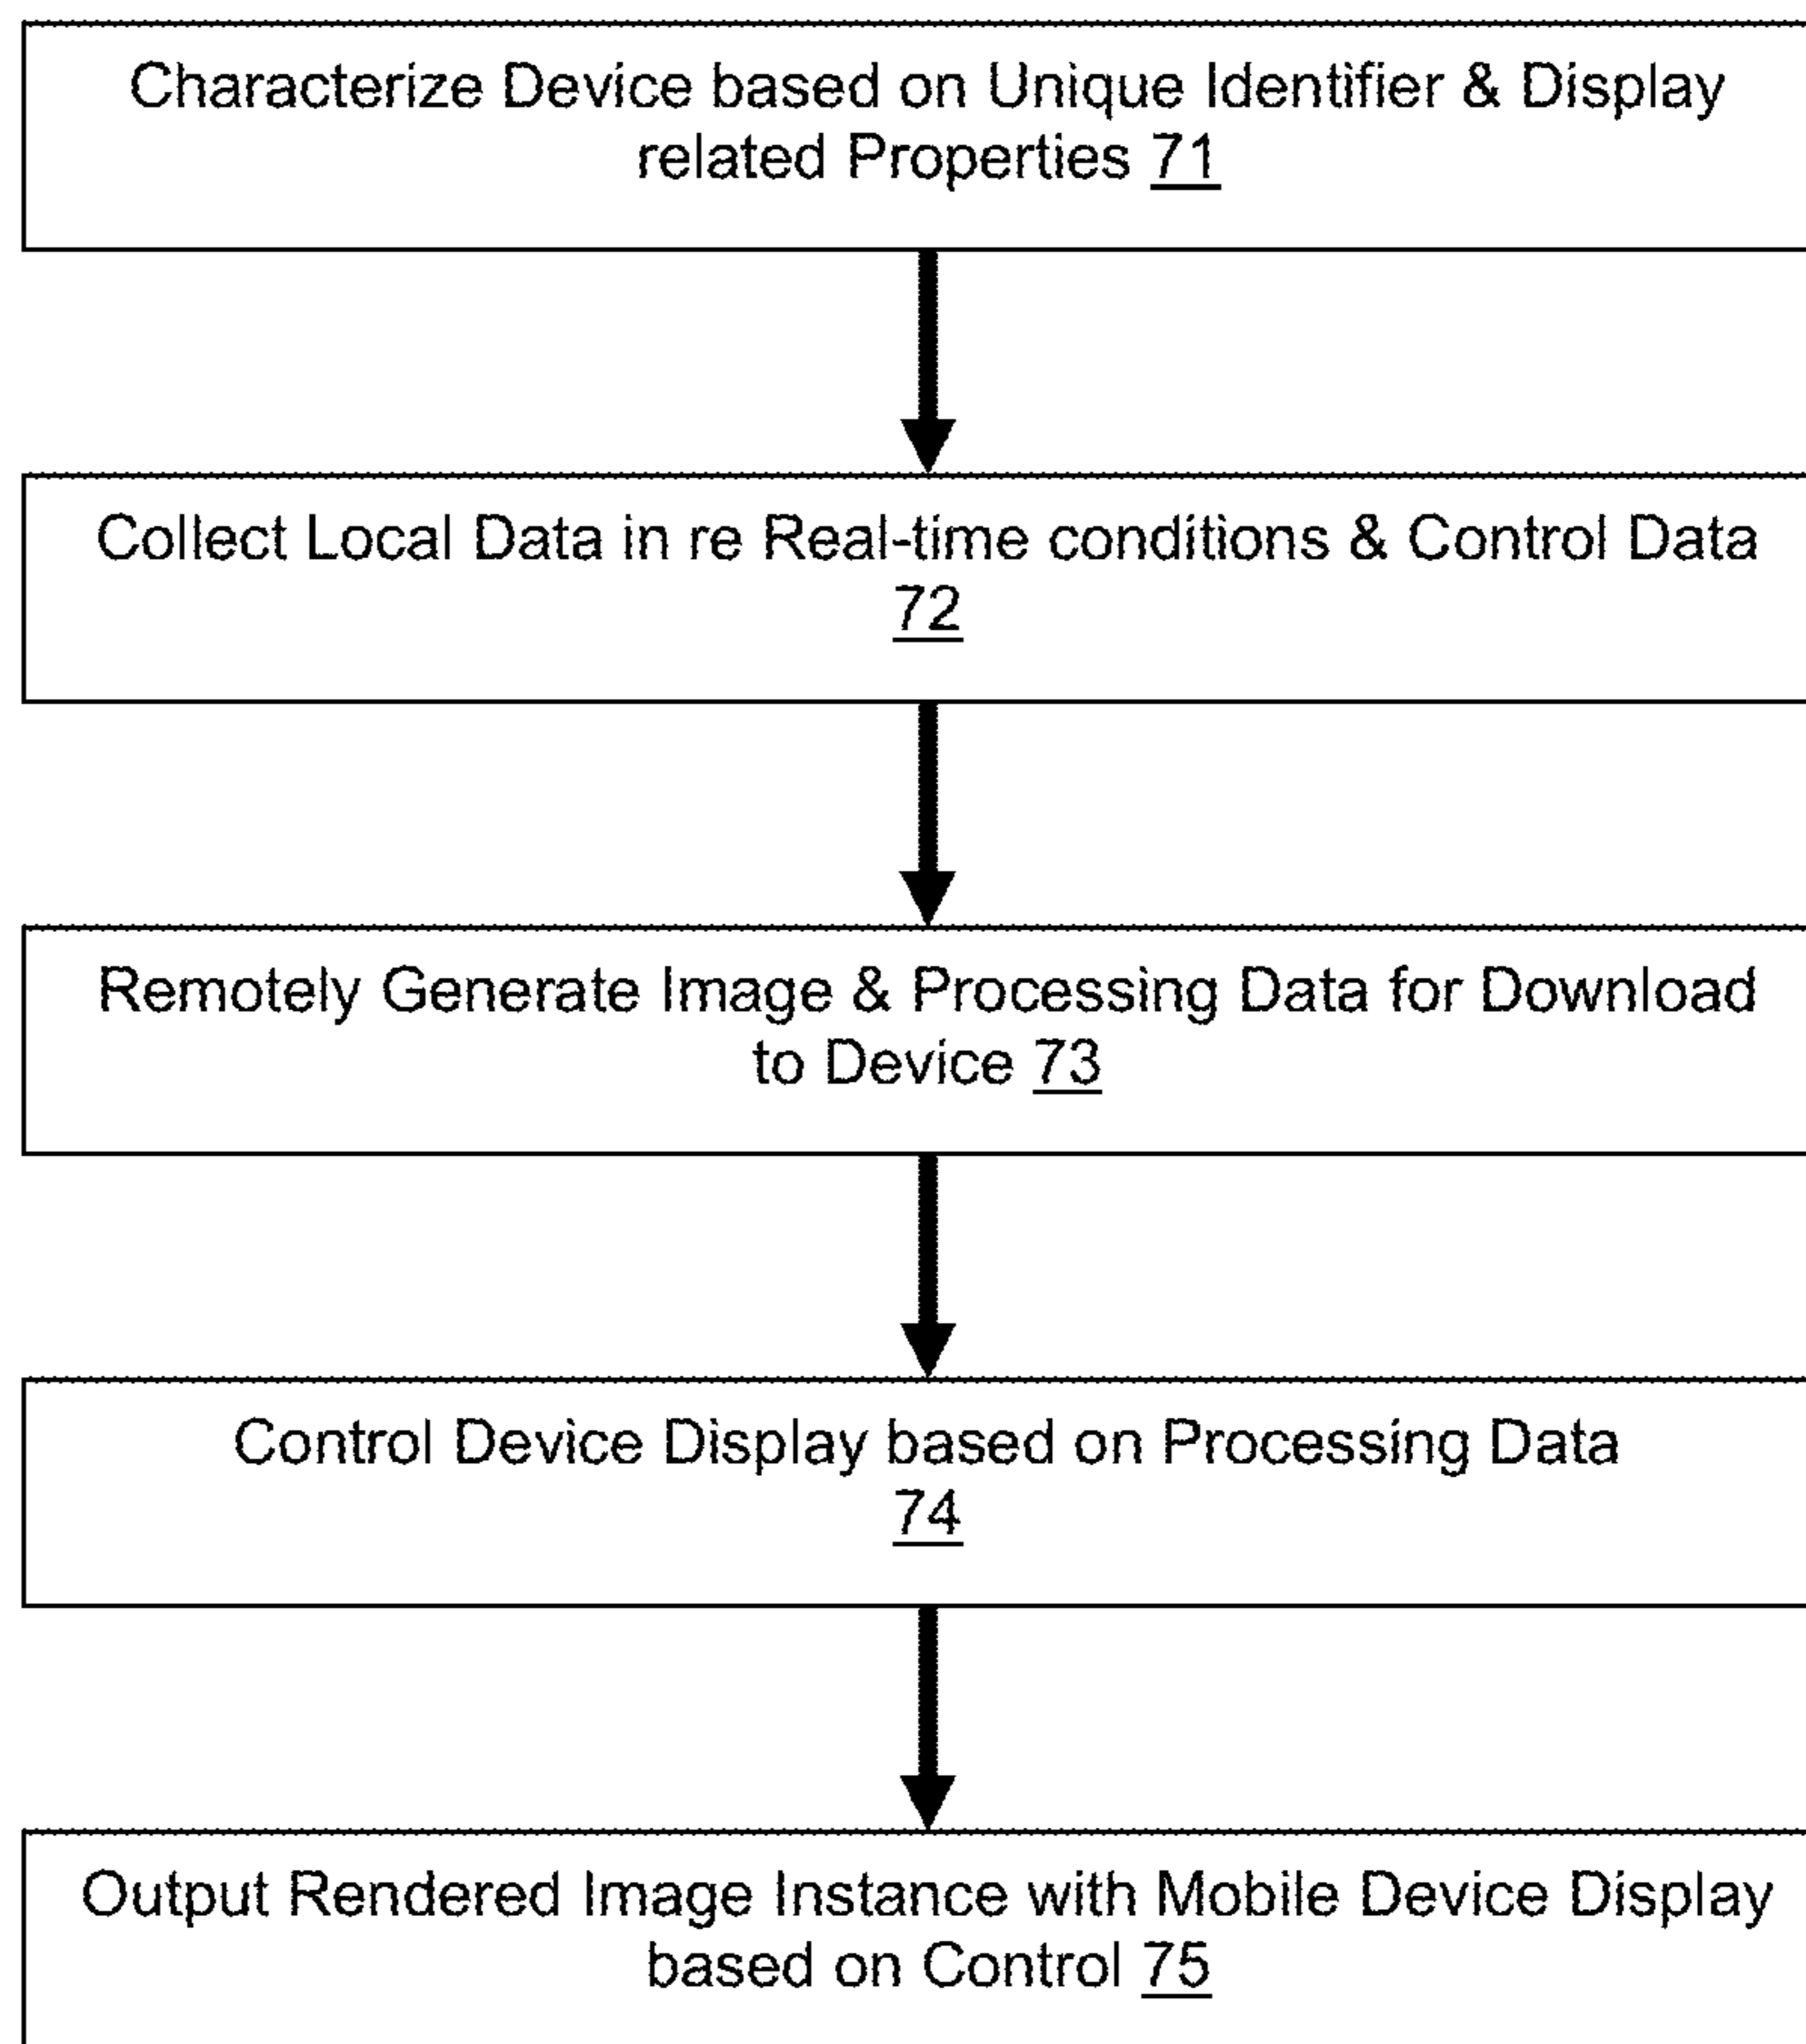 Characterize Device based on Unique Identifier & Display
related Properties 71
Collect Local Data in re Real-time conditions & Control Data
72
Remotely Generate Image & Processing Data for Download
to Device 73
Control Device Display based on Processing Data
74
Output Rendered Image Instance with Mobile Device Display
based on Control 75